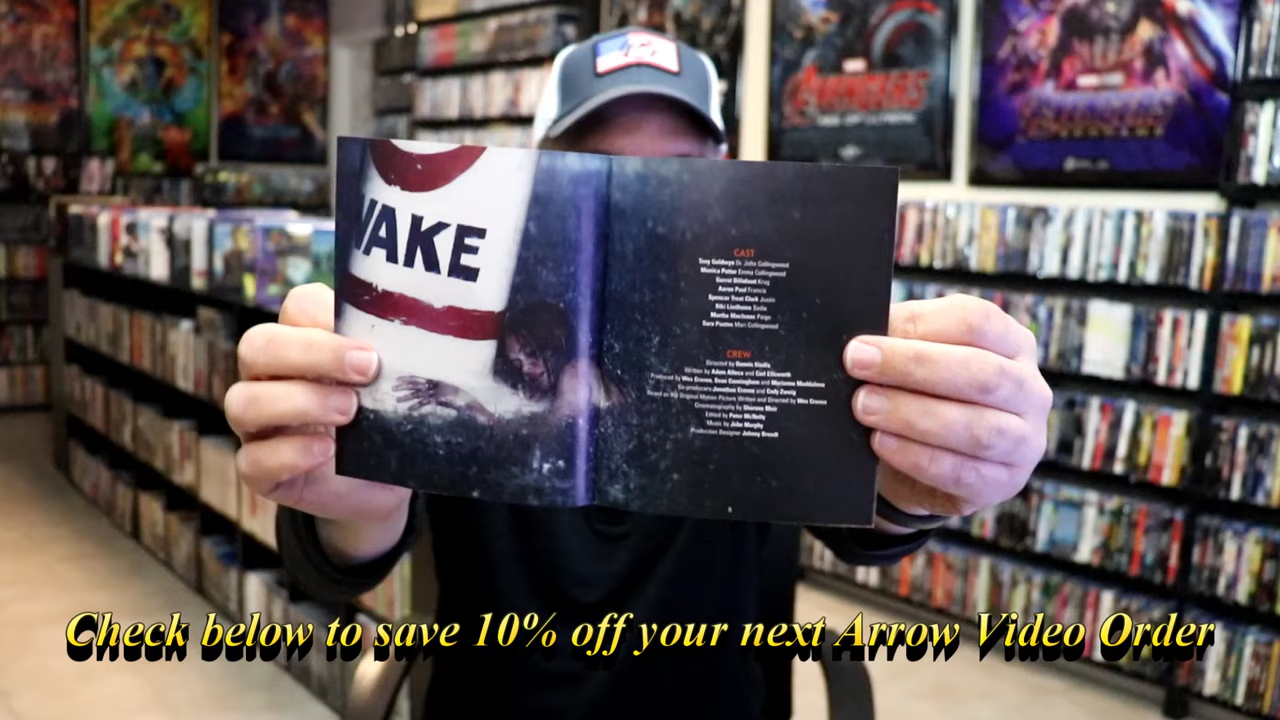 MARVEL
AVENGERS
WAKE
CAST
Tony Goldwyn Dr. John Collingwood
Monica Potter Emma Collingwood
Garret Dillahunt Krug
Aaron Paul Francis
Spencer Treat Clark Justin
Riki Lindhome Sadie
Martha MacIsaac Paige
Sara Paxton Mari Collingwood
CREW
Directed by Dennis Iliadis
Written by Adam Alleca and Carl Ellsworth
Produced by Wes Craven, Sean Cunningham and Marianne Maddalena
Co-producers Jonathan Craven and Cody Zwieg
Based on the Original Motion Picture Written and Directed by Wes Craven
Cinematography by Sharone Meir
Edited by Peter McNulty
Music by John Murphy
Production Designer Johnny Breedt
Check below to save 10% off your next Arrow Video Order